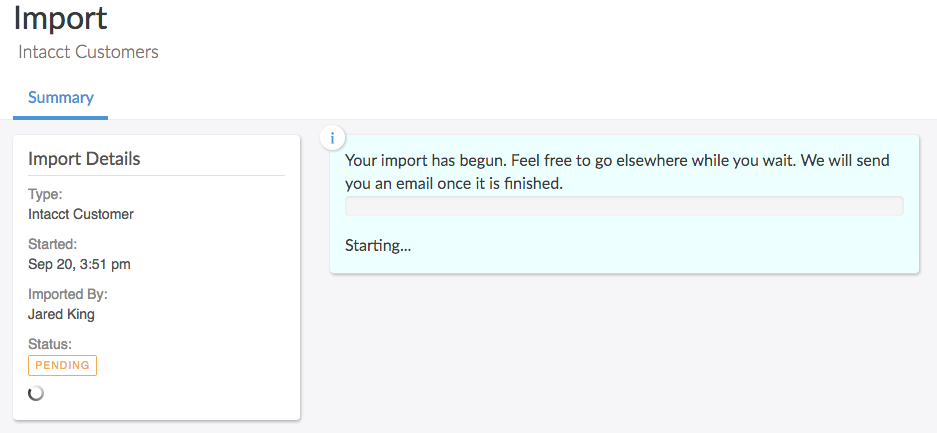 Import
Intacct Customers
Summary
Import Details
Type:
Intacct Customer
Started:
Sep 20, 3:51 pm
Imported By:
Jared King
Status:
PENDING
i
Your import has begun. Feel free to go elsewhere while you wait. We will send
you an email once it is finished.
Starting...